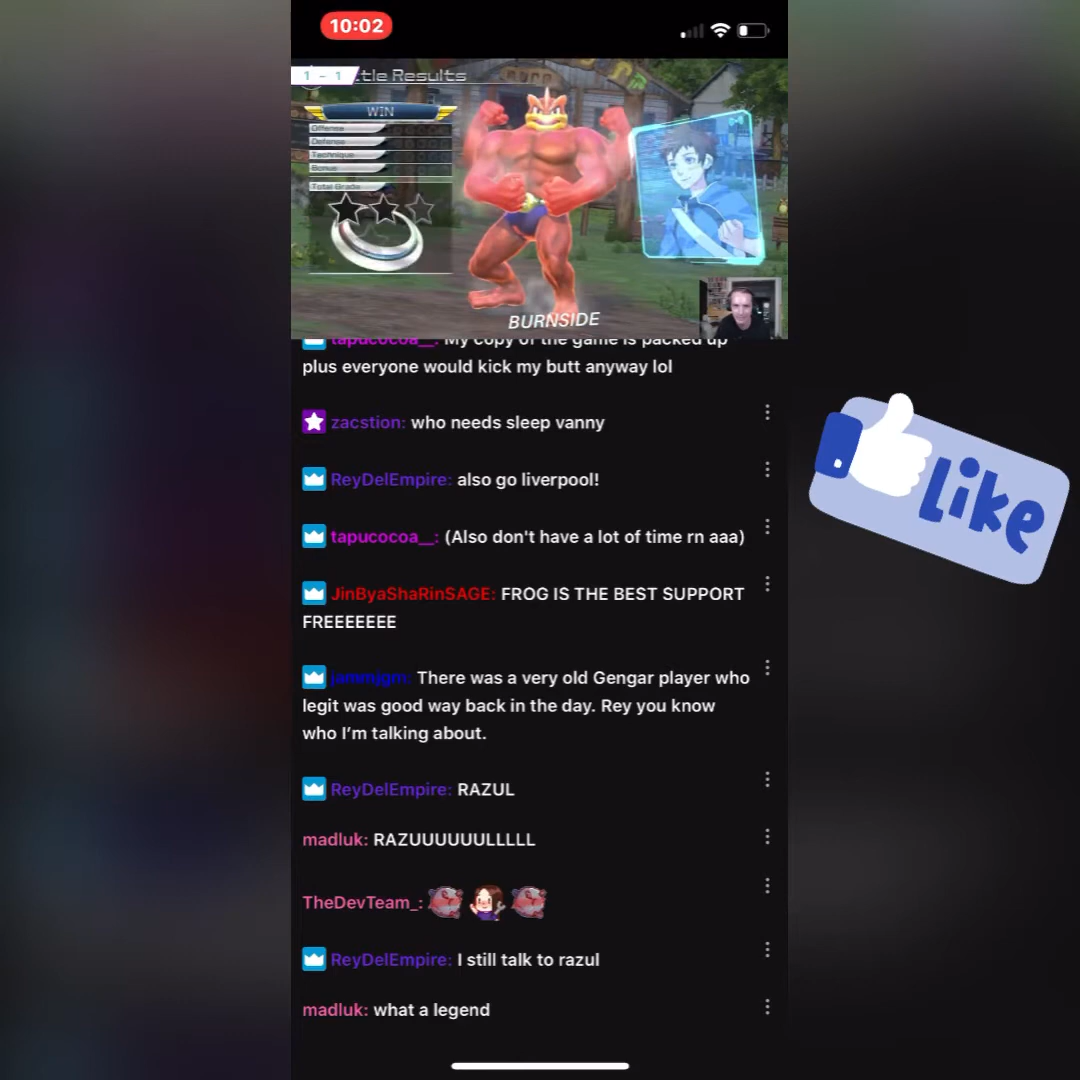 10:02
1 - 1
tle Results
WIN
Offense
Defense
Technique
Bonus
Total Grade
BURNSIDE
tapucocoa__: My copy of the game is packed up
plus everyone would kick my butt anyway lol
zacstion: who needs sleep vanny
ReyDelEmpire: also go liverpool!
Like
tapucocoa__: (Also don't have a lot of time rn aaa)
JinByaShaRinSAGE: FROG IS THE BEST SUPPORT
FREEEEEEE
jammjgm: There was a very old Gengar player who
legit was good way back in the day. Rey you know
who I’m talking about.
ReyDelEmpire: RAZUL
madluk: RAZUUUUUULLLLL
TheDevTeam_:
ReyDelEmpire: I still talk to razul
madluk: what a legend